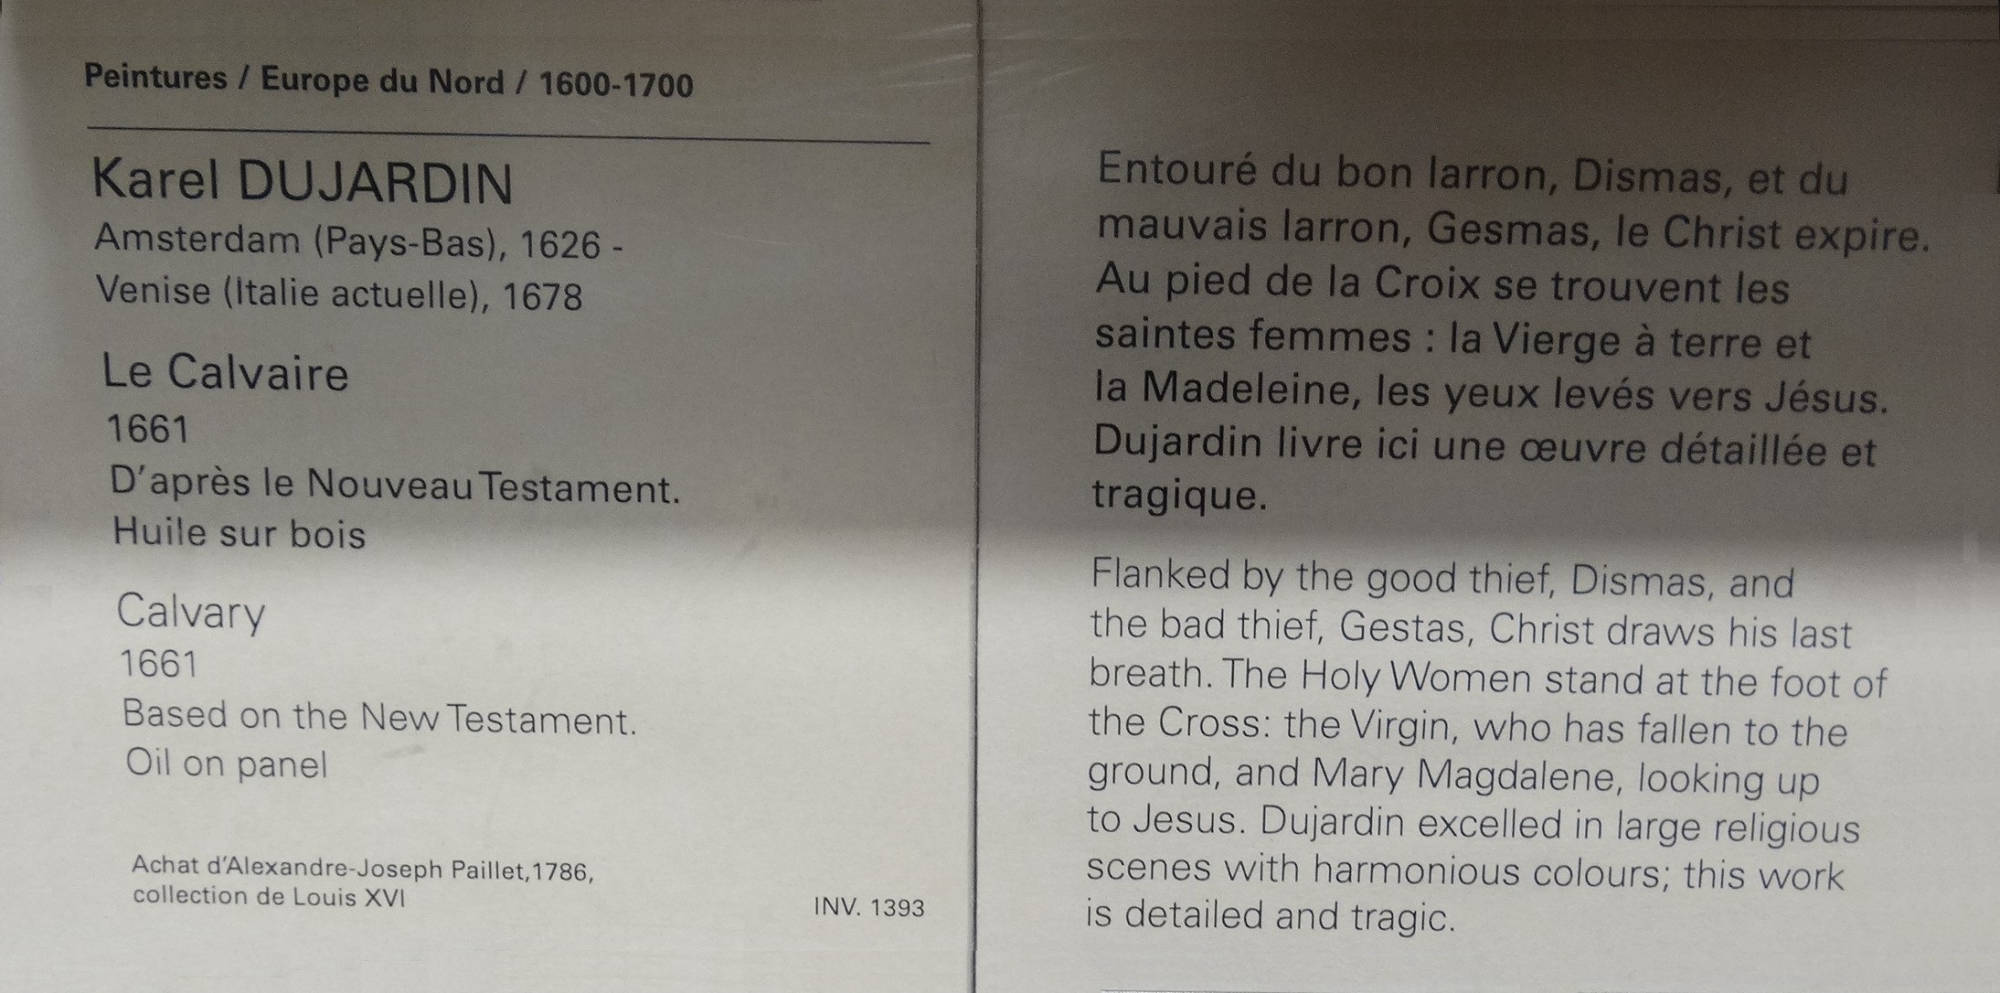 Peintures / Europe du Nord / 1600-1700
Karel DUJARDIN
Amsterdam (Pays-Bas), 1626 -
Venise (Italie actuelle), 1678
Le Calvaire
1661
D'après le Nouveau Testament.
Huile sur bois
Calvary
1661
Based on the New Testament.
Oil on panel
Achat d'Alexandre-Joseph Paillet,1786,
collection de Louis XVI
INV. 1393
Entouré du bon larron, Dismas, et du
mauvais larron, Gesmas, le Christ expire.
Au pied de la Croix se trouvent les
saintes femmes : la Vierge à terre et
la Madeleine, les yeux levés vers Jésus.
Dujardin livre ici une œuvre détaillée et
tragique.
Flanked by the good thief, Dismas, and
the bad thief, Gestas, Christ draws his last
breath. The Holy Women stand at the foot of
the Cross: the Virgin, who has fallen to the
ground, and Mary Magdalene, looking up
to Jesus. Dujardin excelled in large religious
scenes with harmonious colours; this work
is detailed and tragic.